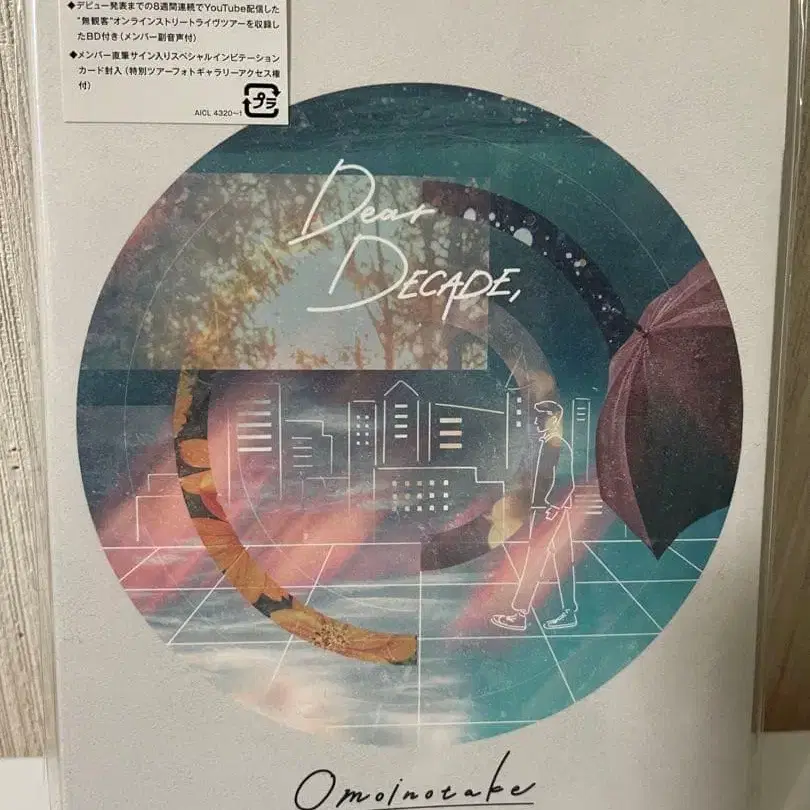 ◆デビュー発表までの8週間連続でYouTube配信した
"無観客"オンラインストリートライヴツアーを収録し
たBD付き(メンバー副音声付)
◆メンバー直筆サイン入りスペシャルインビテーション
カード封入(特別ツアーフォトギャラリーアクセス権
付)
プラ
AICL 4320~1
Dear
DECADE,
Omoinotake